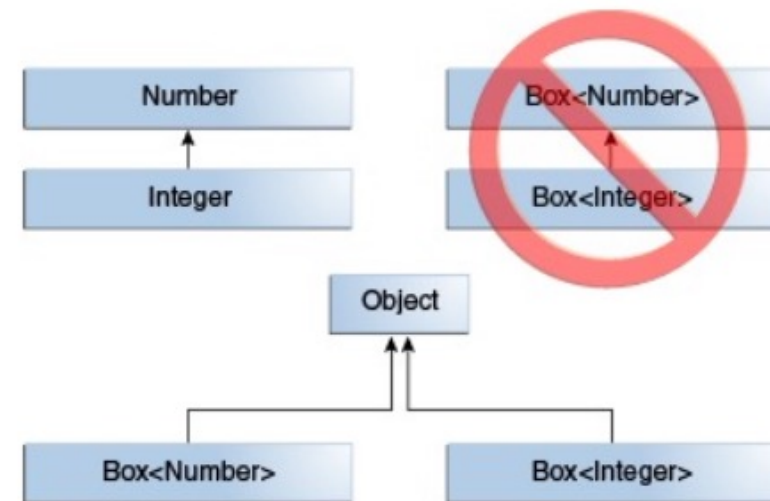 Number
Box<Number>
Integer
Box<Integer>
Object
Box<Number>
Box<Integer>